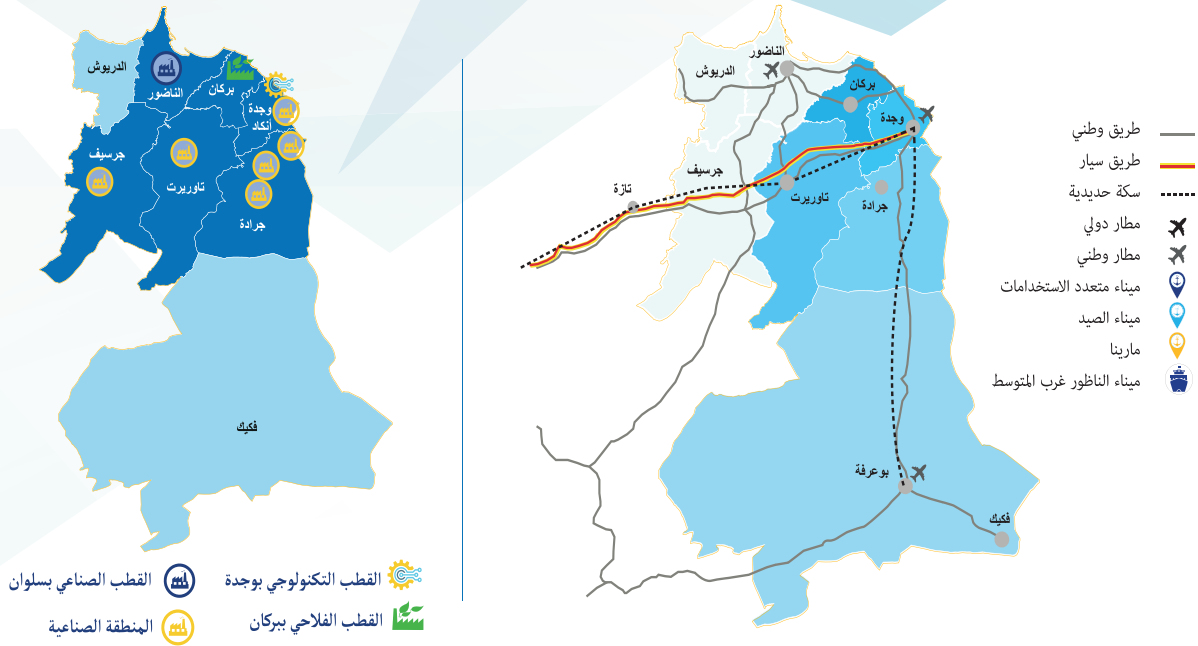 الناضور
الدريوش
بركان
وجدة
جرسيف
تازة
تاوريرت
جرادة
بوعرفة
فكيك
طريق وطني
طريق سيار
سكة حديدية
مطار دولي
مطار وطني
ميناء متعدد الاستخدامات
ميناء الصيد
مارينا
ميناء الناظور غرب المتوسط
الدريوش
الناضور
بركان
وجدة
أنكاد
جرسيف
تاوريرت
جرادة
فكيك
القطب التكنولوجي بوجدة
القطب الصناعي بسلوان
القطب الفلاحي ببركان
المنطقة الصناعية